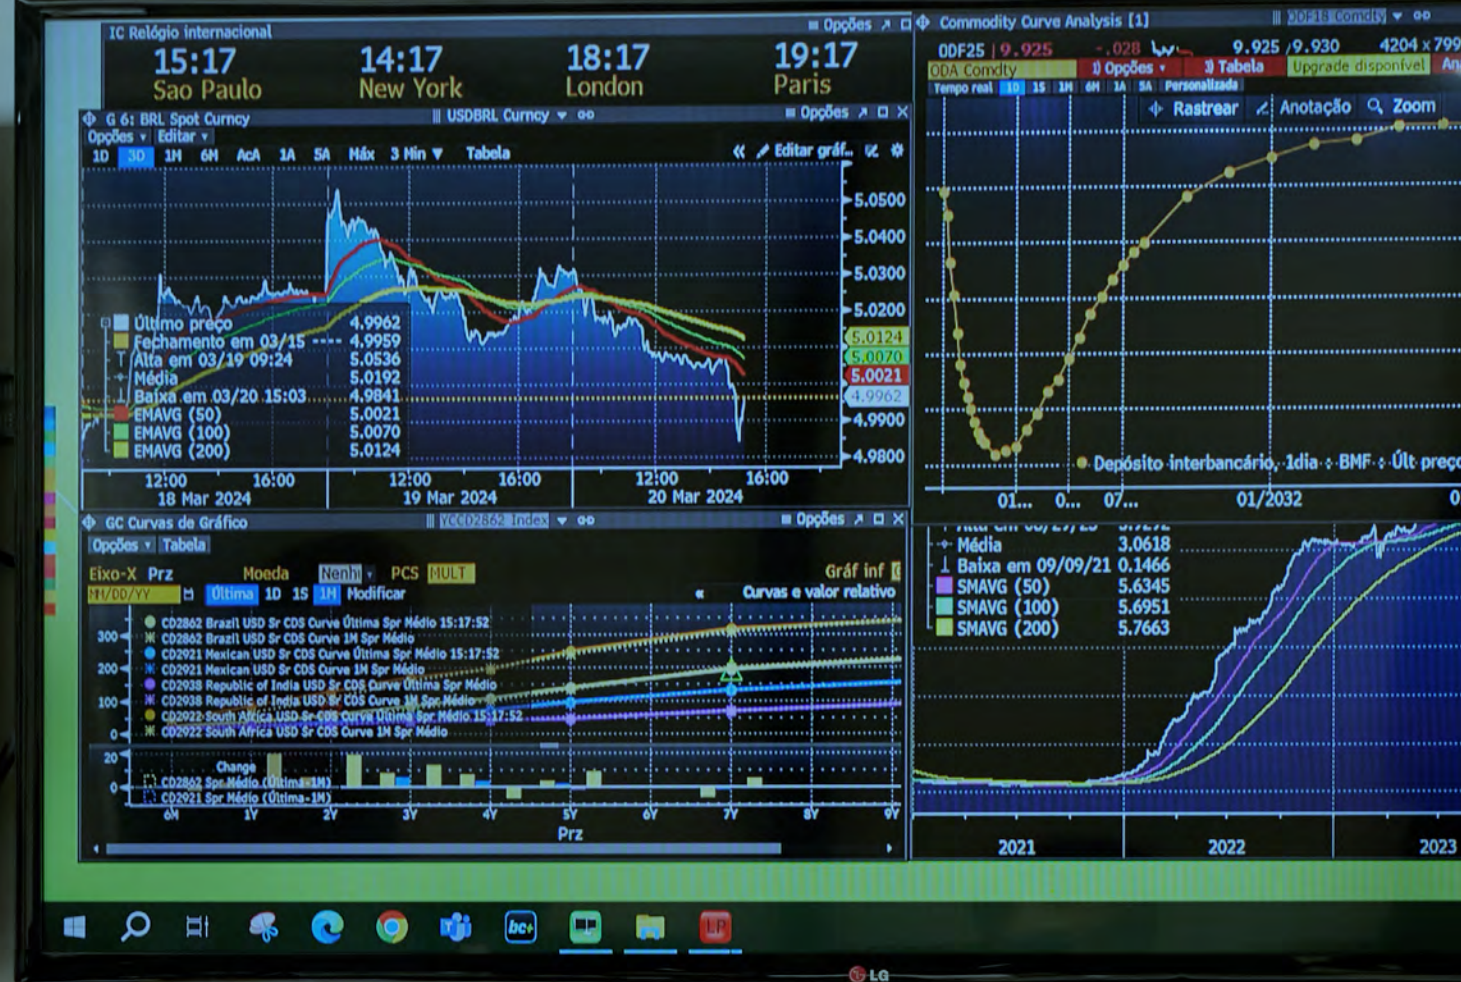 IC Relógio internacional
Opções
15:17
Sao Paulo
14:17
New York
18:17
London
19:17
Paris
G 6: BRL Spot Curncy
USDBRL Curncy
Opções
Opções Editar
1D 3D 1M 6M AcA 1A 5A Máx 3 Min Tabela
« Editar gráf..
5.0500
5.0400
5.0300
5.0200
5.0124
5.0070
5.0021
4.9962
4.9900
4.9800
Último preço 4.9962
Fechamento em 03/15 ---- 4.9959
Alta em 03/19 09:24 5.0536
Média 5.0192
Baixa em 03/20 15:03 4.9841
EMAVG (50) 5.0021
EMAVG (100) 5.0070
EMAVG (200) 5.0124
12:00 16:00 12:00 16:00 12:00 16:00
18 Mar 2024 19 Mar 2024 20 Mar 2024
GC Curvas de Gráfico
YCCD2862 Index
Opções
Opções Tabela
Eixo-X Prz Moeda PCS MULT Gráf inf
MM/DD/YY Última 1D 1S 1M Modificar « Curvas e valor relativo
300
200
100
0
CD2862 Brazil USD Sr CDS Curve Última Spr Médio 15:17:52
CD2862 Brazil USD Sr CDS Curve 1M Spr Médio
CD2921 Mexican USD Sr CDS Curve Última Spr Médio 15:17:52
CD2921 Mexican USD Sr CDS Curve 1M Spr Médio
CD2938 Republic of India USD Sr CDS Curve Última Spr Médio
CD2938 Republic of India USD Sr CDS Curve 1M Spr Médio
CD2922 South Africa USD Sr CDS Curve Última Spr Médio 15:17:52
CD2922 South Africa USD Sr CDS Curve 1M Spr Médio
20
0
Change
CD2862 Spr Médio (Última-1M)
CD2921 Spr Médio (Última-1M)
6M 1Y 2Y 3Y 4Y 5Y 6Y 7Y 8Y 9Y
Prz
Commodity Curve Analysis [1]
ODF18 Comdty
ODF25 9.925 -.028 9.925 / 9.930 4204 x 799
ODA Comdty 1) Opções 3) Tabela Upgrade disponível
Tempo real 1D 1S 1M 6M 1A 5A Personalizada
Rastrear Anotação Zoom
Depósito interbancário, 1dia : BMF : Últ preço
01... 0... 07... 01/2032
Média 3.0618
Baixa em 09/09/21 0.1466
SMAVG (50) 5.6345
SMAVG (100) 5.6951
SMAVG (200) 5.7663
2021 2022 2023
T
bc+
LP
LG